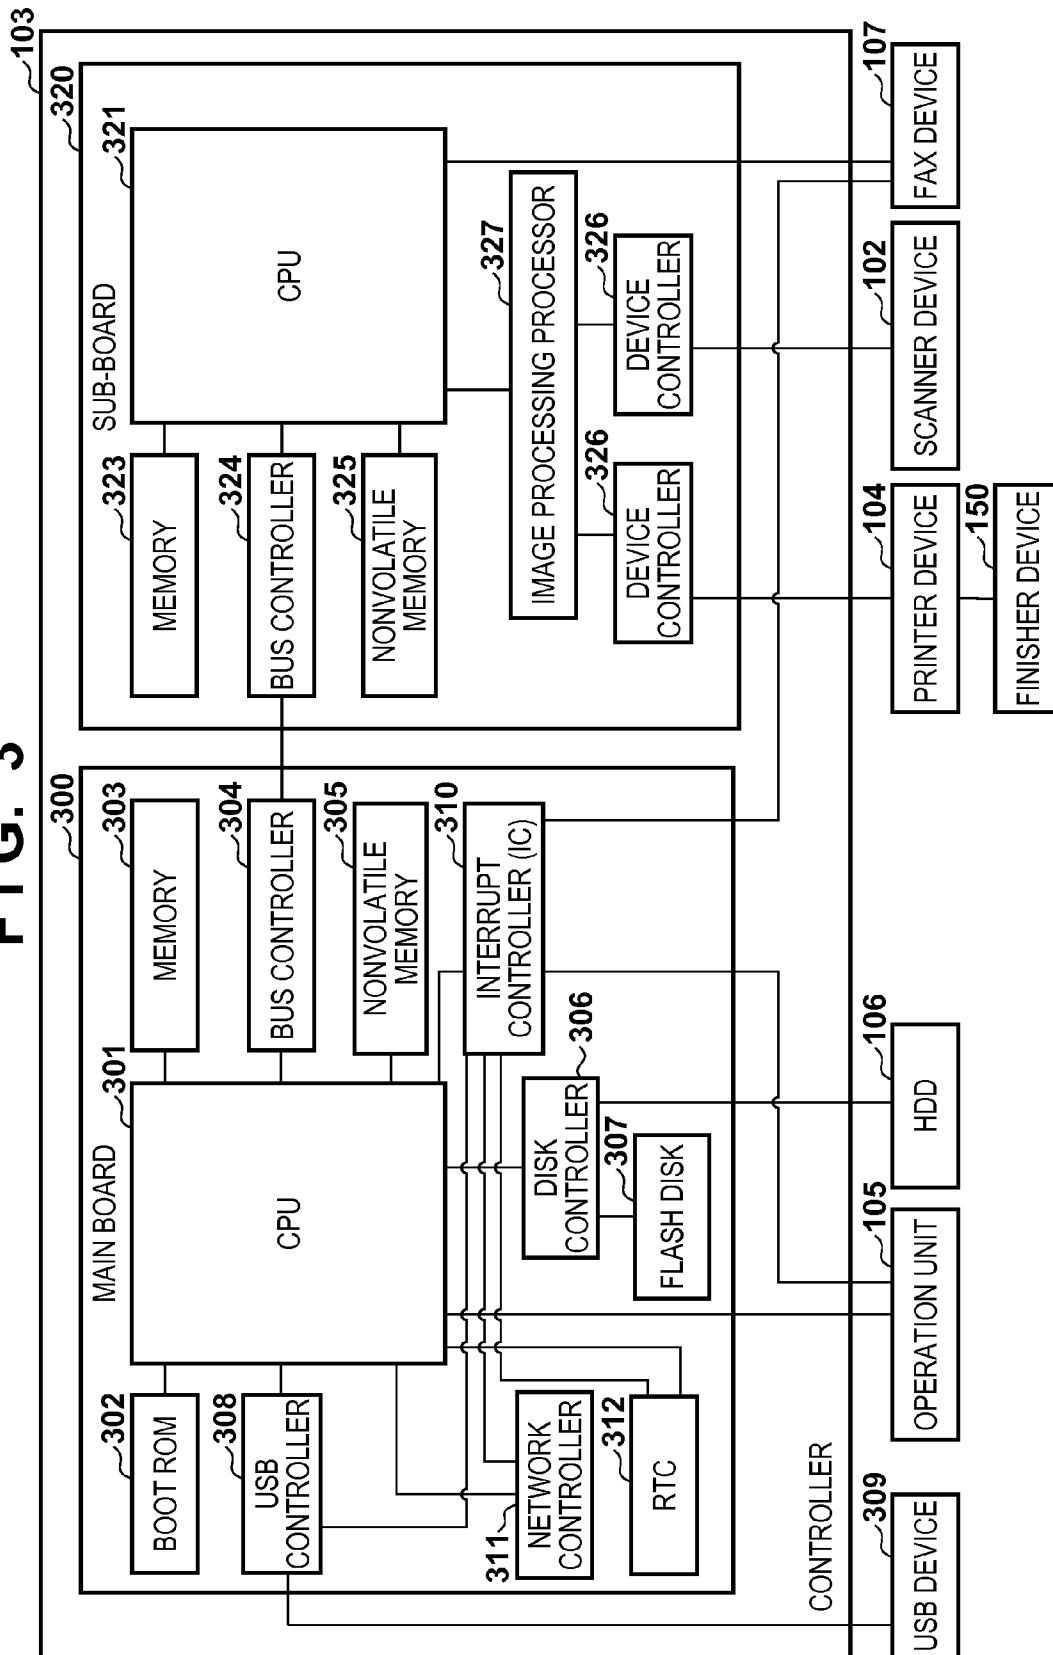 FIG. 3
103
300
MAIN BOARD
302
BOOT ROM
301
CPU
303
MEMORY
308
USB
CONTROLLER
304
BUS CONTROLLER
305
NONVOLATILE
MEMORY
310
INTERRUPT
CONTROLLER (IC)
311
NETWORK
CONTROLLER
306
DISK
CONTROLLER
312
RTC
307
FLASH DISK
320
SUB-BOARD
323
MEMORY
321
CPU
324
BUS CONTROLLER
325
NONVOLATILE
MEMORY
327
IMAGE PROCESSING PROCESSOR
326
DEVICE
CONTROLLER
326
DEVICE
CONTROLLER
CONTROLLER
309
USB DEVICE
105
OPERATION UNIT
106
HDD
104
PRINTER DEVICE
102
SCANNER DEVICE
107
FAX DEVICE
150
FINISHER DEVICE